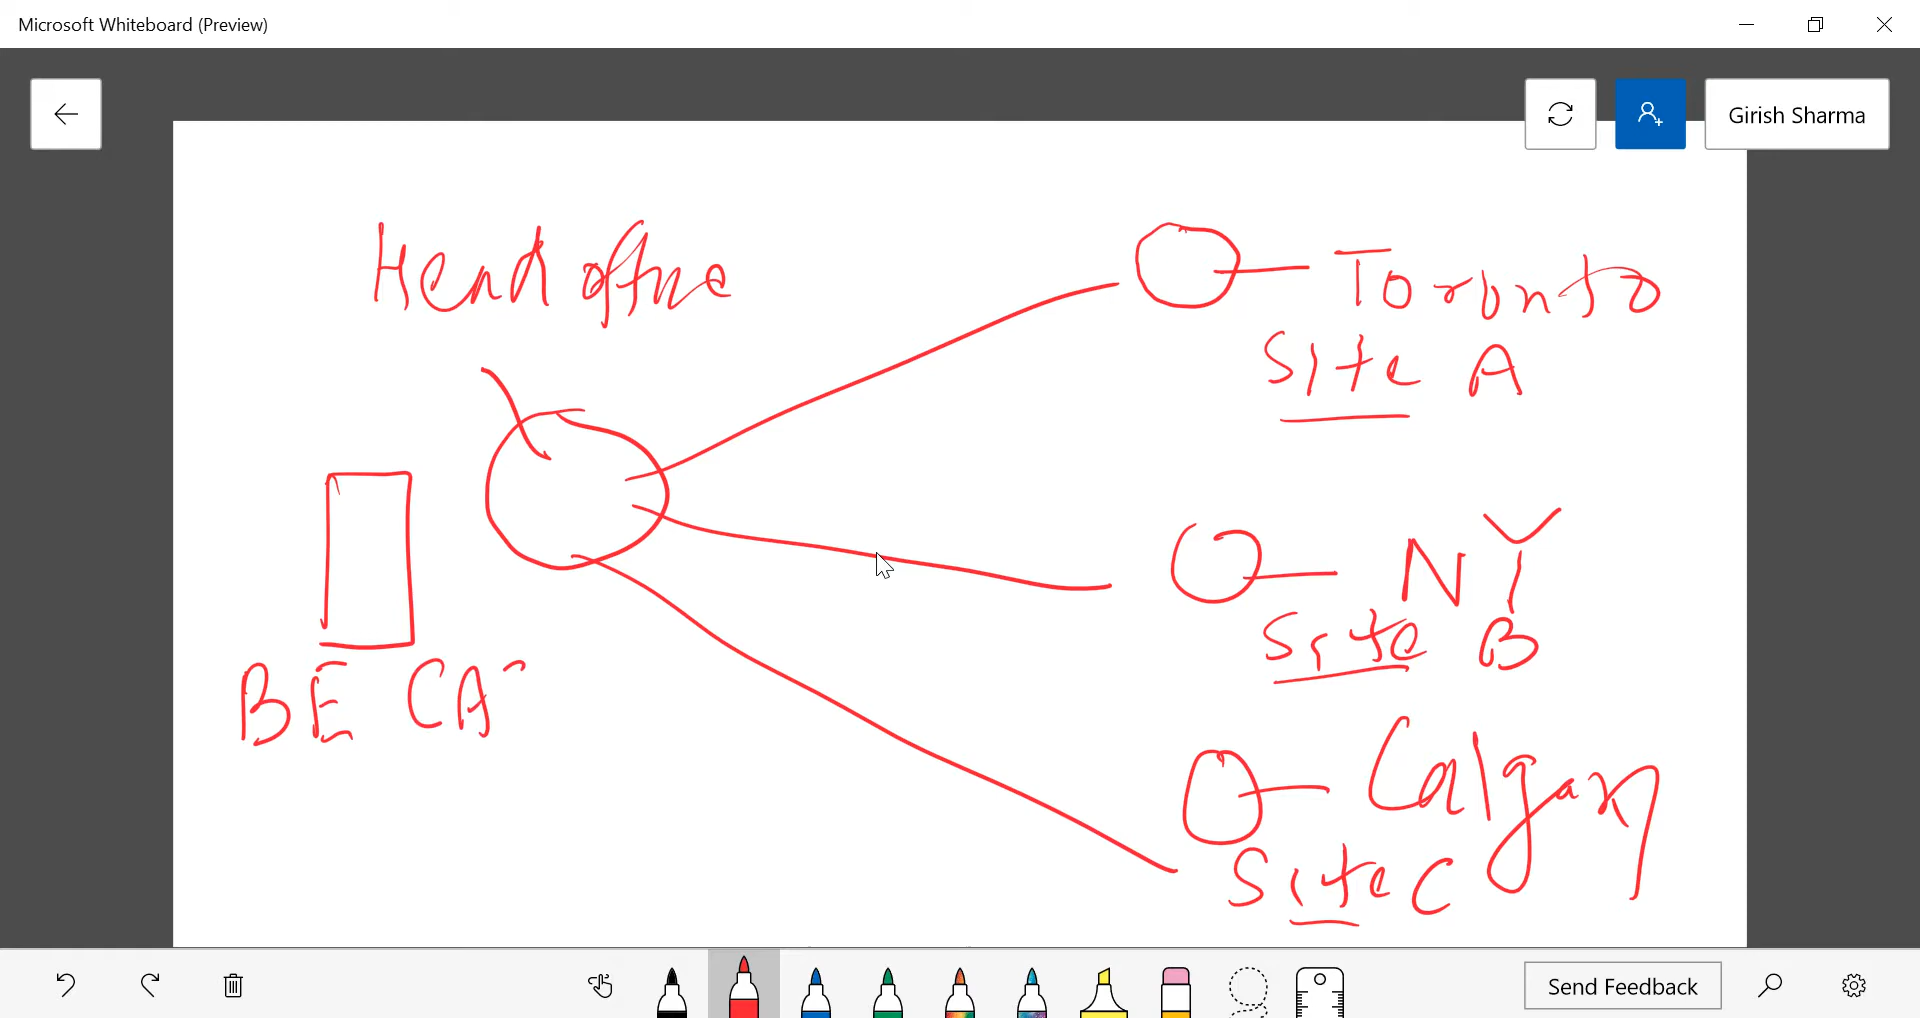 Microsoft Whiteboard (Preview)
Girish Sharma
Head office
Toronto
Site A
NY
Site B
BE CA
Calgary
Site C
Send Feedback